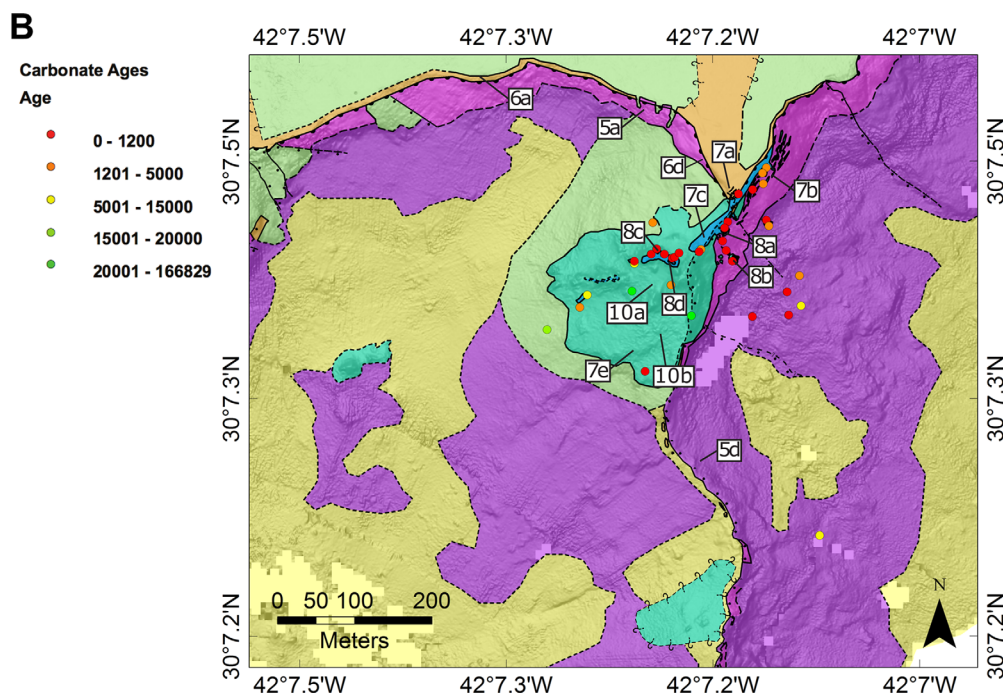 B
Carbonate Ages
Age
0 - 1200
1201 - 5000
5001 - 15000
15001 - 20000
20001 - 166829
42°7.5'W 42°7.3'W 42°7.2'W 42°7'W
30°7.5'N 30°7.5'N
30°7.3'N 30°7.3'N
30°7.2'N 30°7.2'N
6a
5a
7a
6d
7b
7c
8c
8a
8b
8d
10a
7e
10b
5d
N
0 50 100 200
Meters
42°7.5'W 42°7.3'W 42°7.2'W 42°7'W